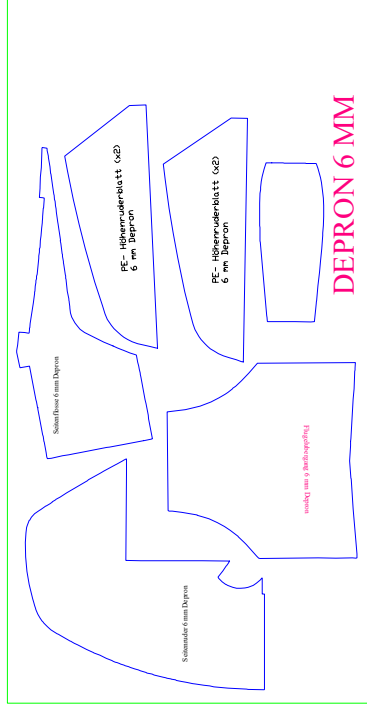 PE- Höhenruderblatt (x2)
6 mm Depron
PE- Höhenruderblatt (x2)
6 mm Depron
DEPRON 6 MM
Seitenflosse 6 mm Depron
Flügelübergang 6 mm Depron
Seitenruder 6 mm Depron